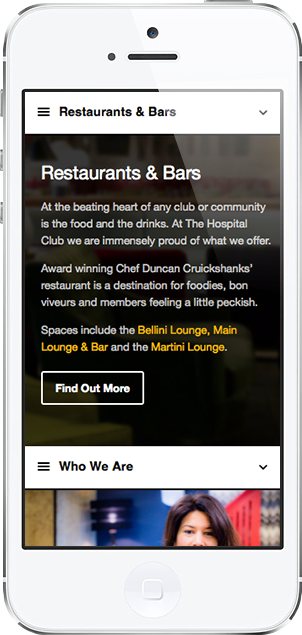 Restaurants & Bars
Restaurants & Bars
At the beating heart of any club or community
is the food and the drinks. At The Hospital
Club we are immensely proud of what we offer.
Award winning Chef Duncan Cruickshanks'
restaurant is a destination for foodies, bon
viveurs and members feeling a little peckish.
Spaces include the Bellini Lounge, Main
Lounge & Bar and the Martini Lounge.
Find Out More
Who We Are